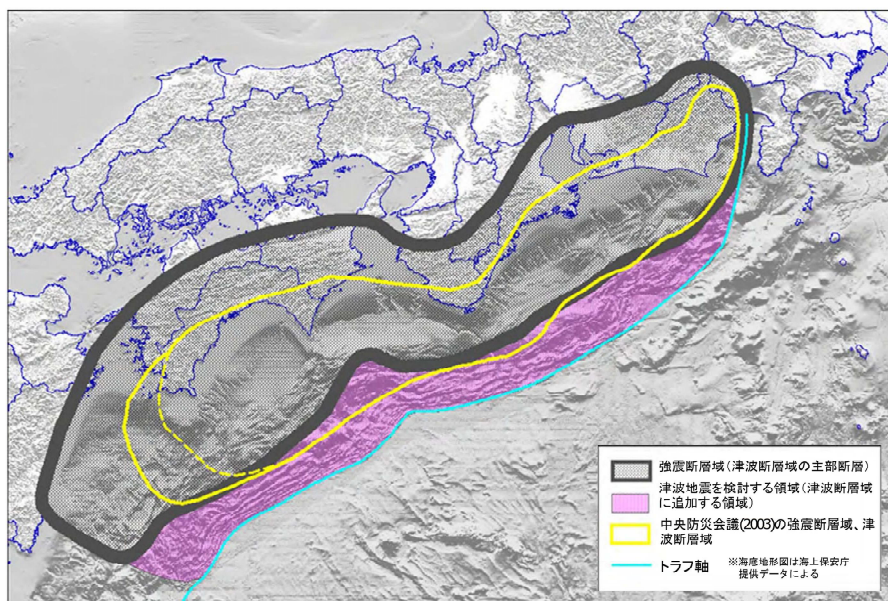 強震断層域（津波断層域の主部断層）
津波地震を検討する領域（津波断層域
に追加する領域）
中央防災会議(2003)の強震断層域、津
波断層域
トラフ軸
※海底地形図は海上保安庁
提供データによる